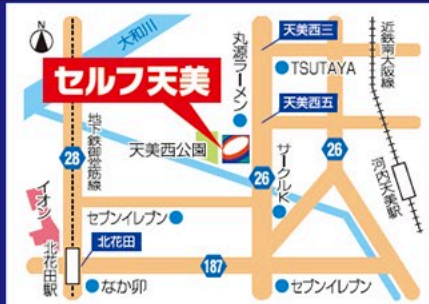 N
大和川
丸源ラーメン
天美西三
近鉄南大阪線
TSUTAYA
セルフ天美
天美西五
地下鉄御堂筋線
天美西公園
28
26
26
サークルK
河内天美駅
イオン
セブンイレブン
北花田
北花田駅
187
なか卯
セブンイレブン